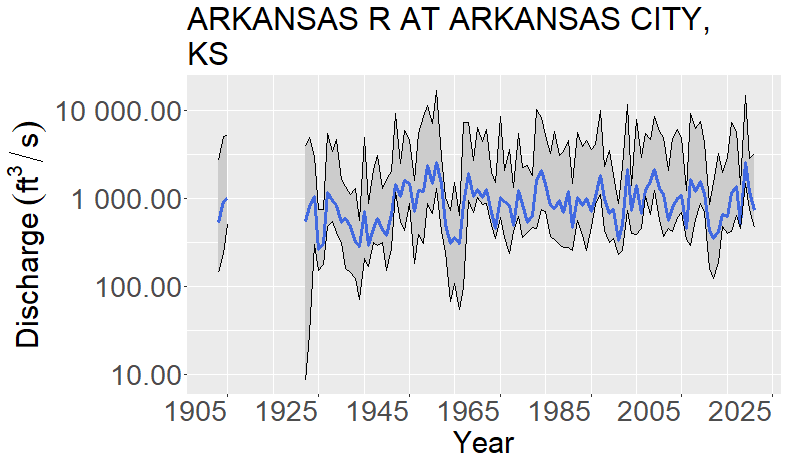 ARKANSAS R AT ARKANSAS CITY,
KS
Discharge (ft³/s)
10 000.00
1 000.00
100.00
10.00
1905 1925 1945 1965 1985 2005 2025
Year